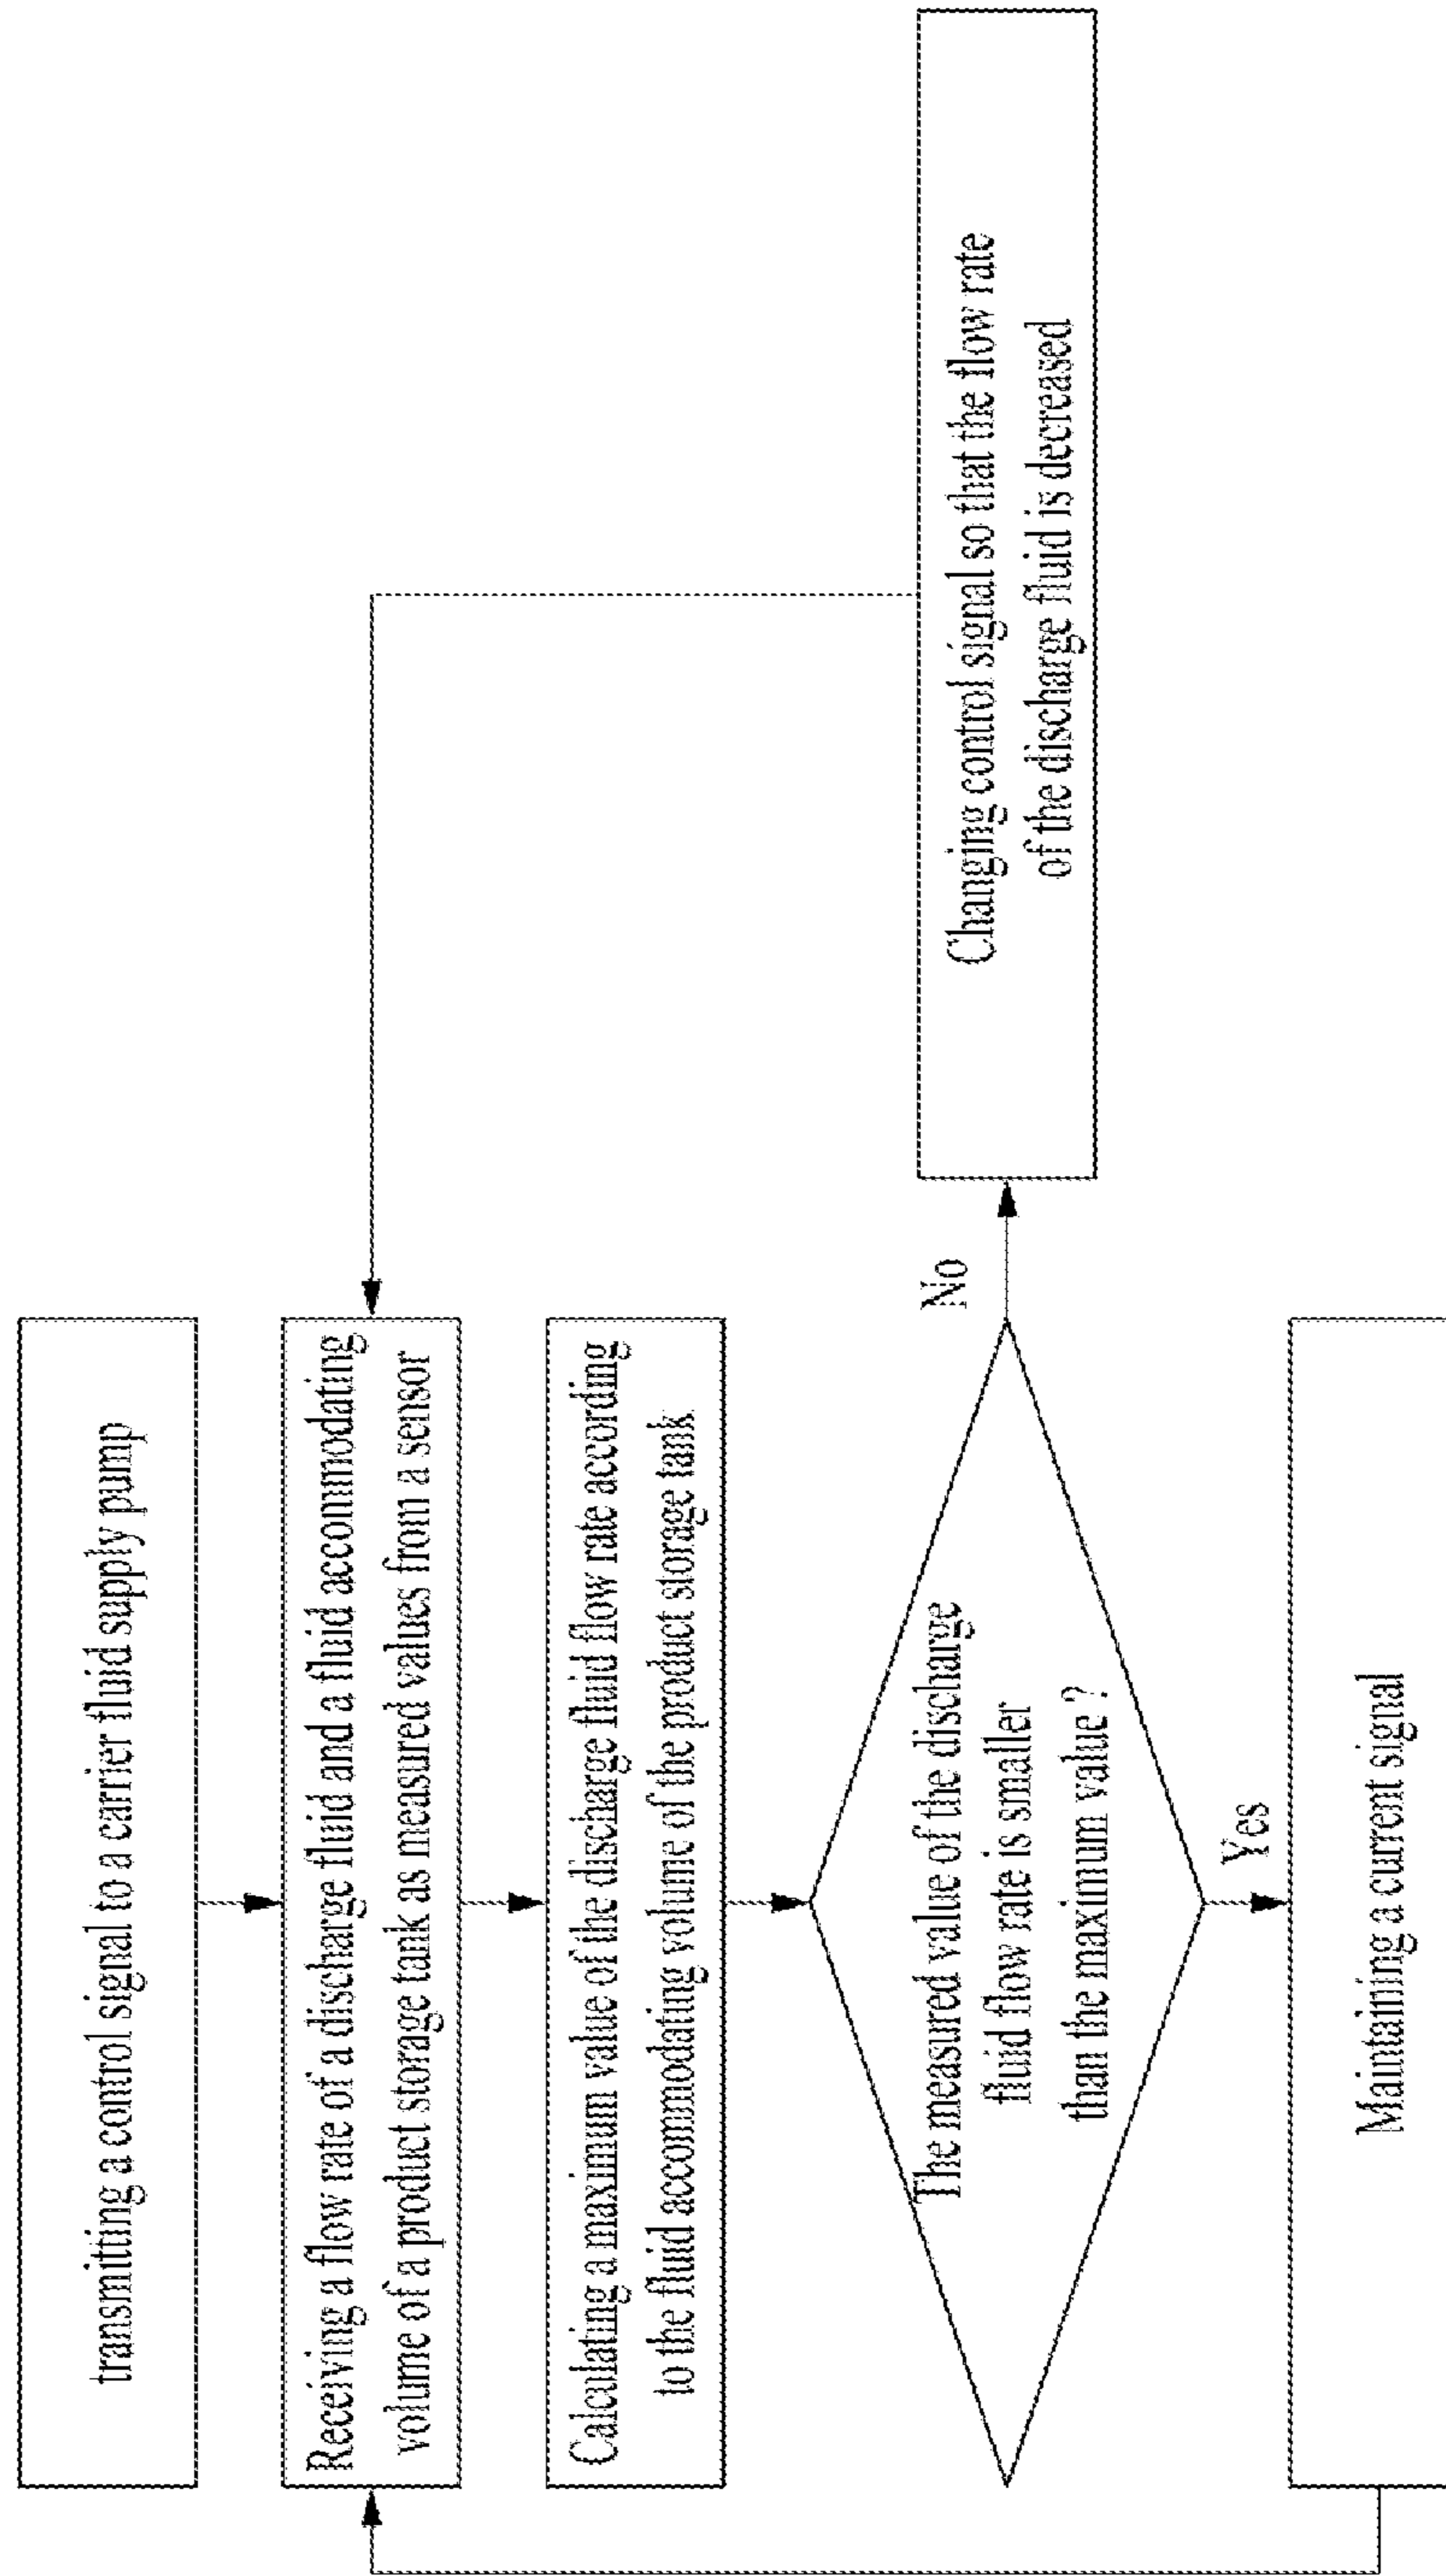 transmitting a control signal to a carrier fluid supply pump
Receiving a flow rate of a discharge fluid and a fluid accommodating
volume of a product storage tank as measured values from a sensor
Calculating a maximum value of the discharge fluid flow rate according
to the fluid accommodating volume of the product storage tank
The measured value of the discharge
fluid flow rate is smaller
than the maximum value ?
No
Changing control signal so that the flow rate
of the discharge fluid is decreased
Yes
Maintaining a current signal